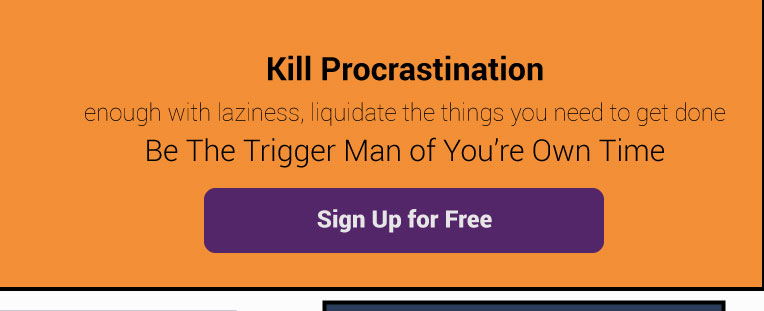 Kill Procrastination
enough with laziness, liquidate the things you need to get done
Be The Trigger Man of You’re Own Time
Sign Up for Free